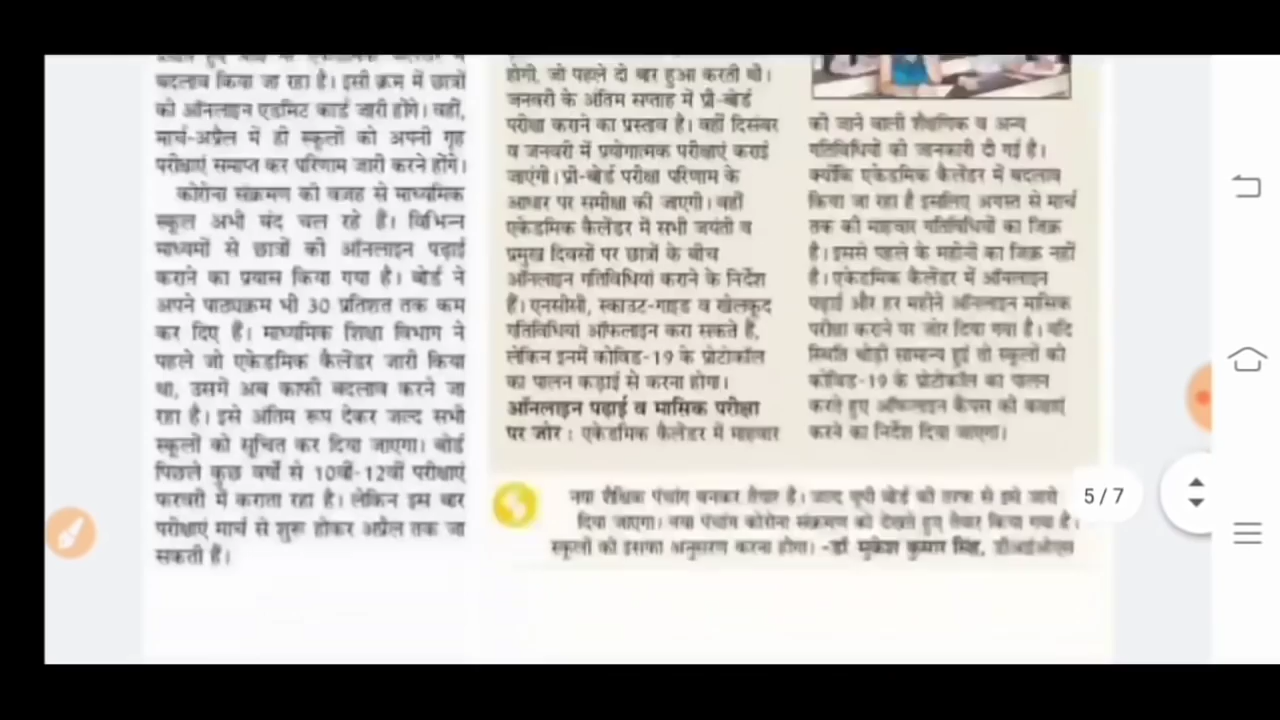 बदलाव किया जा रहा है। इसी क्रम में छात्रों
को ऑनलाइन एडमिट कार्ड जारी होंगे। वहीं,
मार्च-अप्रैल में ही स्कूलों को अपनी गृह
परीक्षाएं समाप्त कर परिणाम जारी करने होंगे।
कोरोना संक्रमण की वजह से माध्यमिक
स्कूल अभी बंद चल रहे हैं। विभिन्न
माध्यमों से छात्रों को ऑनलाइन पढ़ाई
कराने का प्रयास किया गया है। बोर्ड ने
अपने पाठ्यक्रम भी 30 प्रतिशत तक कम
कर दिए हैं। माध्यमिक शिक्षा विभाग ने
पहले जो एकेडमिक कैलेंडर जारी किया
था, उसमें अब काफी बदलाव करने जा
रहा है। इसे अंतिम रूप देकर जल्द सभी
स्कूलों को सूचित कर दिया जाएगा। बोर्ड
पिछले कुछ वर्षों से 10वीं-12वीं परीक्षाएं
फरवरी में कराता रहा है। लेकिन इस बार
परीक्षाएं मार्च से शुरू होकर अप्रैल तक जा
सकती हैं।
होगी, जो पहले दो बार हुआ करती थी।
जनवरी के अंतिम सप्ताह में प्री-बोर्ड
परीक्षा कराने का प्रस्ताव है। वहीं दिसंबर
व जनवरी में प्रयोगात्मक परीक्षाएं कराई
जाएंगी। प्री-बोर्ड परीक्षा परिणाम के
आधार पर समीक्षा की जाएगी। वहीं
एकेडमिक कैलेंडर में सभी जयंती व
प्रमुख दिवसों पर छात्रों के बीच
ऑनलाइन गतिविधियां कराने के निर्देश
हैं। एनसीसी, स्काउट-गाइड व खेलकूद
गतिविधियां ऑफलाइन करा सकते हैं,
लेकिन इनमें कोविड-19 के प्रोटोकॉल
का पालन कड़ाई से करना होगा।
ऑनलाइन पढ़ाई व मासिक परीक्षा
पर जोर : एकेडमिक कैलेंडर में माहवार
की जाने वाली शैक्षणिक व अन्य
गतिविधियों की जानकारी दी गई है।
क्योंकि एकेडमिक कैलेंडर में बदलाव
किया जा रहा है इसलिए अगस्त से मार्च
तक की माहवार गतिविधियों का जिक्र
है। इससे पहले के महीनों का जिक्र नहीं
है। एकेडमिक कैलेंडर में ऑनलाइन
पढ़ाई और हर महीने ऑनलाइन मासिक
परीक्षा कराने पर जोर दिया गया है। यदि
स्थिति थोड़ी सामान्य हुई तो स्कूलों को
कोविड-19 के प्रोटोकॉल का पालन
करते हुए ऑफलाइन कैंपस की कक्षाएं
करने का निर्देश दिया जाएगा।
नया शैक्षिक पंचांग बनकर तैयार है। जल्द यूपी बोर्ड की तरफ से इसे जारी
दिया जाएगा। नया पंचांग कोरोना संक्रमण को देखते हुए तैयार किया गया है।
स्कूलों को इसका अनुसरण करना होगा। -डॉ मुकेश कुमार सिंह, डीआईओएस
5 / 7